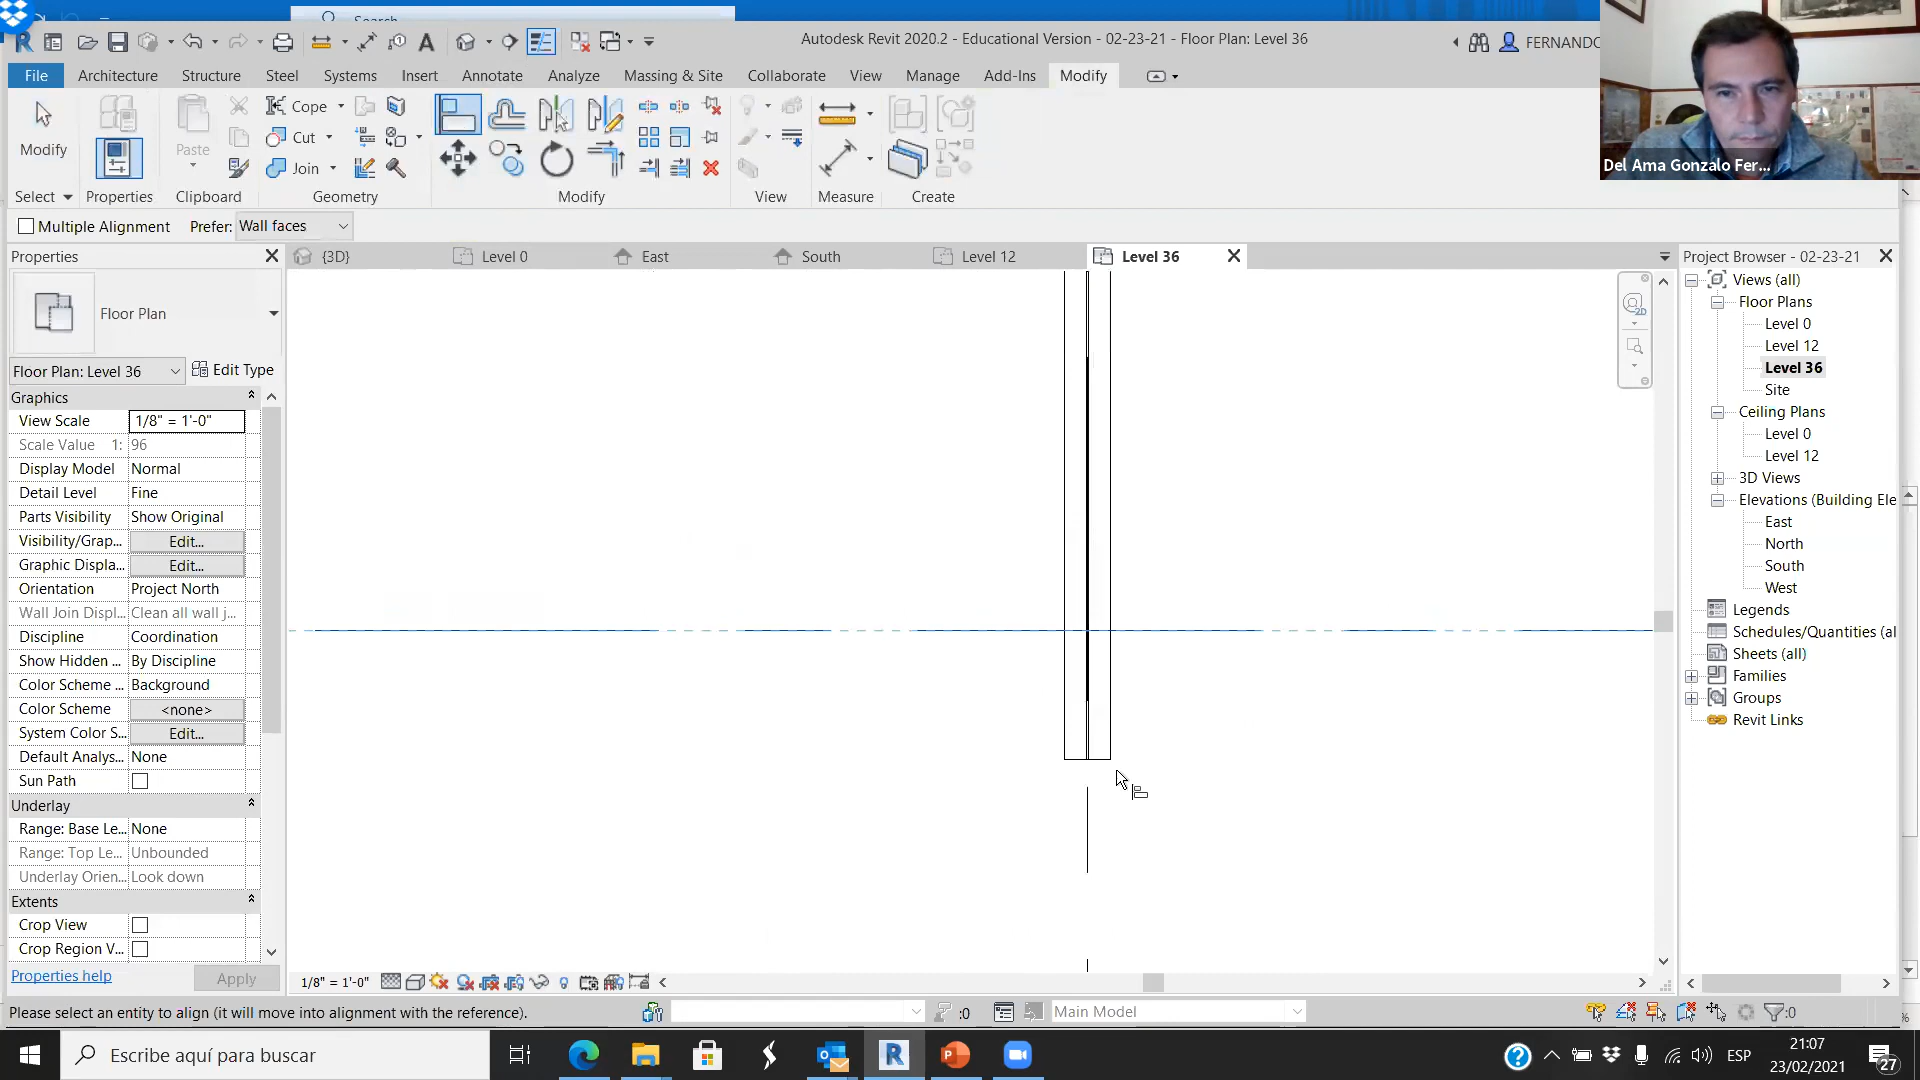 Search
Autodesk Revit 2020.2 - Educational Version - 02-23-21 - Floor Plan: Level 36
FERNANDO
File Architecture Structure Steel Systems Insert Annotate Analyze Massing & Site Collaborate View Manage Add-Ins Modify
Modify
Paste
Cope
Cut
Join
Select Properties Clipboard Geometry Modify View Measure Create
Del Ama Gonzalo Fer...
Multiple Alignment Prefer: Wall faces
Properties
{3D} Level 0 East South Level 12 Level 36
Floor Plan
Floor Plan: Level 36 Edit Type
Graphics
View Scale 1/8" = 1'-0"
Scale Value 1: 96
Display Model Normal
Detail Level Fine
Parts Visibility Show Original
Visibility/Grap... Edit...
Graphic Displa... Edit...
Orientation Project North
Wall Join Displ... Clean all wall j...
Discipline Coordination
Show Hidden ... By Discipline
Color Scheme ... Background
Color Scheme <none>
System Color S... Edit...
Default Analys... None
Sun Path
Underlay
Range: Base Le... None
Range: Top Le... Unbounded
Underlay Orien... Look down
Extents
Crop View
Crop Region V...
Properties help Apply
1/8" = 1'-0"
Project Browser - 02-23-21
Views (all)
Floor Plans
Level 0
Level 12
Level 36
Site
Ceiling Plans
Level 0
Level 12
3D Views
Elevations (Building Ele
East
North
South
West
Legends
Schedules/Quantities (al
Sheets (all)
Families
Groups
Revit Links
Please select an entity to align (it will move into alignment with the reference). :0 Main Model :0
Escribe aquí para buscar
ESP
21:07
23/02/2021
27